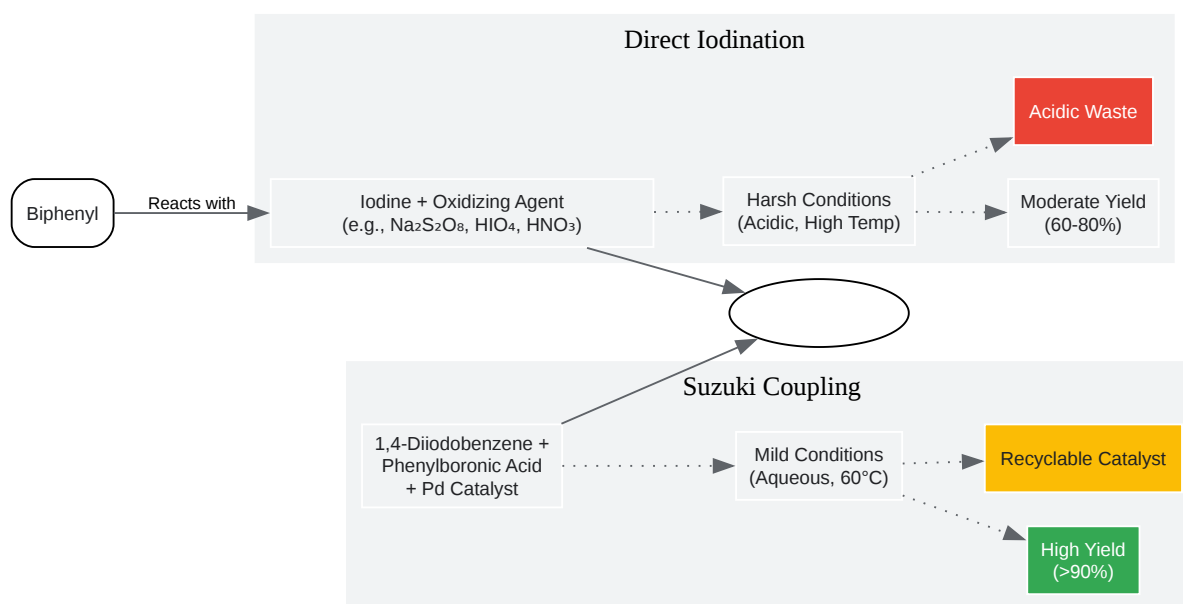 Direct Iodination
Acidic Waste
Biphenyl
Reacts with
Iodine + Oxidizing Agent
(e.g., Na₂S₂O₈, HIO₄, HNO₃)
Harsh Conditions
(Acidic, High Temp)
Moderate Yield
(60-80%)
Suzuki Coupling
1,4-Diiodobenzene +
Phenylboronic Acid
+ Pd Catalyst
Mild Conditions
(Aqueous, 60°C)
Recyclable Catalyst
High Yield
(>90%)